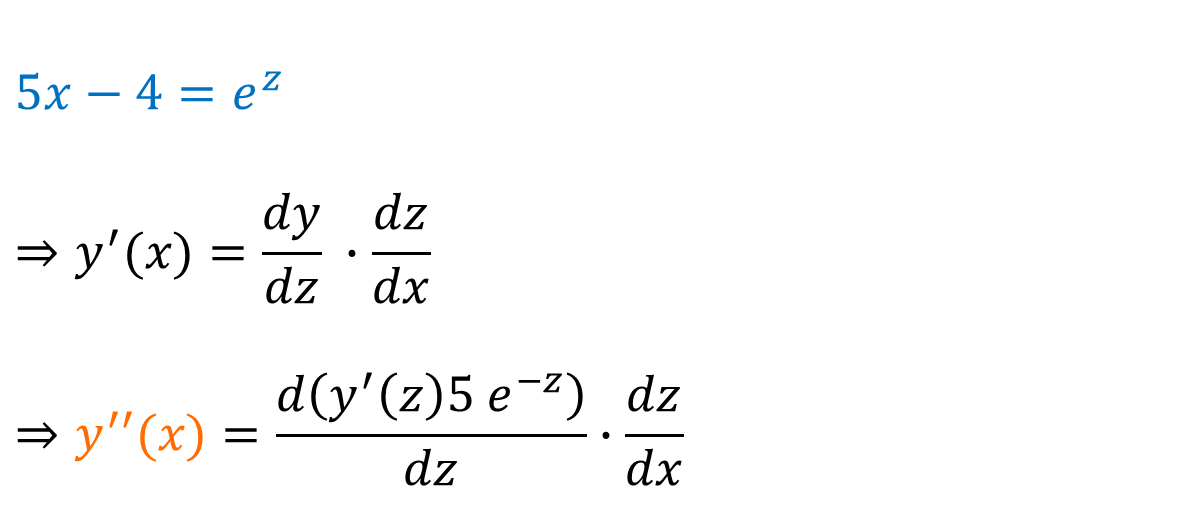 5x − 4 = e^z
⇒ y′(x) = dy/dz · dz/dx
⇒ y′′(x) = d(y′(z)5 e^−z)/dz · dz/dx